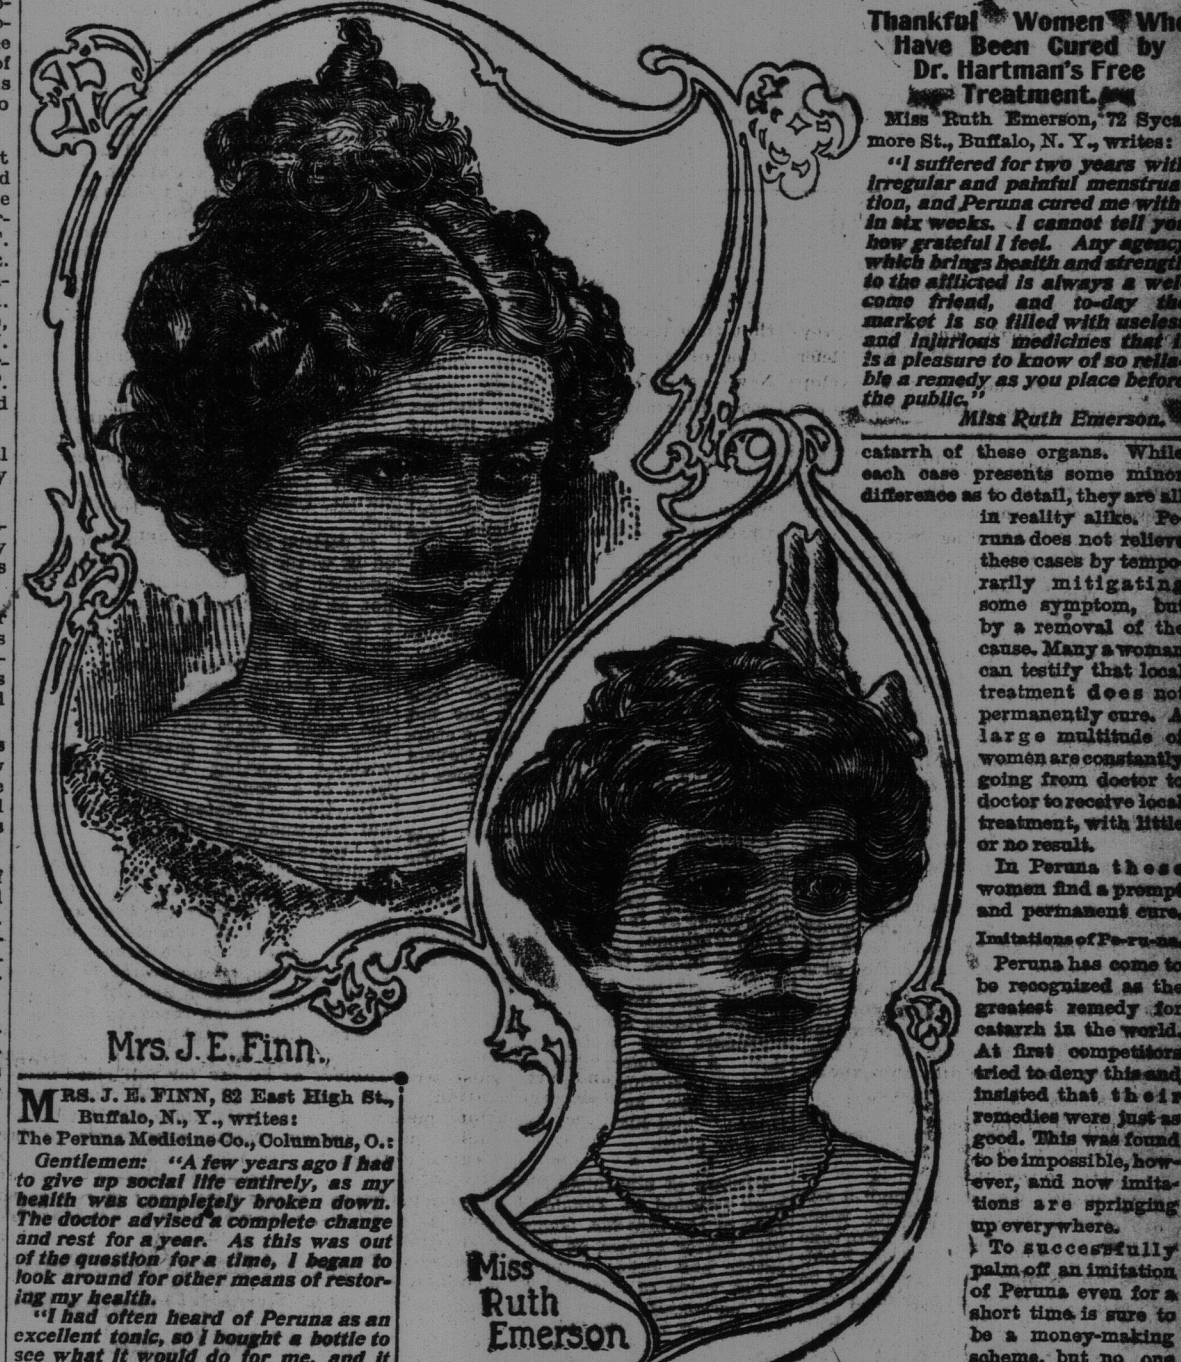 Thankful Women Who
Have Been Cured by
Dr. Hartman's Free
Treatment.
Miss Ruth Emerson, 72 Syca
more St., Buffalo, N. Y., writes:
"I suffered for two years with
irregular and painful menstrua
tion, and Peruna cured me with
in six weeks. I cannot tell you
how grateful I feel. Any agency
which brings health and strength
to the afflicted is always a wel
come friend, and to-day the
market is so filled with useless
and injurious medicines that it
is a pleasure to know of so relia
ble a remedy as you place before
the public."
Miss Ruth Emerson.
catarrh of these organs. While
each case presents some minor
difference as to detail, they are all
in reality alike. Pe
runa does not relieve
these cases by tempo
rarily mitigating
some symptom, but
by a removal of the
cause. Many a woman
can testify that local
treatment does not
permanently cure. A
large multitude of
women are constantly
going from doctor to
doctor to receive local
treatment, with little
or no result.
In Peruna these
women find a prompt
and permanent cure.
Imitations of Pe-ru-na.
Peruna has come to
be recognized as the
greatest remedy for
catarrh in the world.
At first competitors
tried to deny this and
insisted that their
remedies were just as
good. This was found
to be impossible, how-
ever, and now imita-
tions are springing
up everywhere.
To successfully
palm off an imitation
of Peruna even for a
short time is sure to
be a money-making
scheme, but no one
Mrs. J. E. Finn.
MRS. J. E. FINN, 82 East High St.,
Buffalo, N. Y., writes:
The Peruna Medicine Co., Columbus, O.:
Gentlemen: "A few years ago I had
to give up social life entirely, as my
health was completely broken down.
The doctor advised a complete change
and rest for a year. As this was out
of the question for a time, I began to
look around for other means of restor-
ing my health.
"I had often heard of Peruna as an
excellent tonic, so I bought a bottle to
see what it would do for me, and it
Miss
Ruth
Emerson